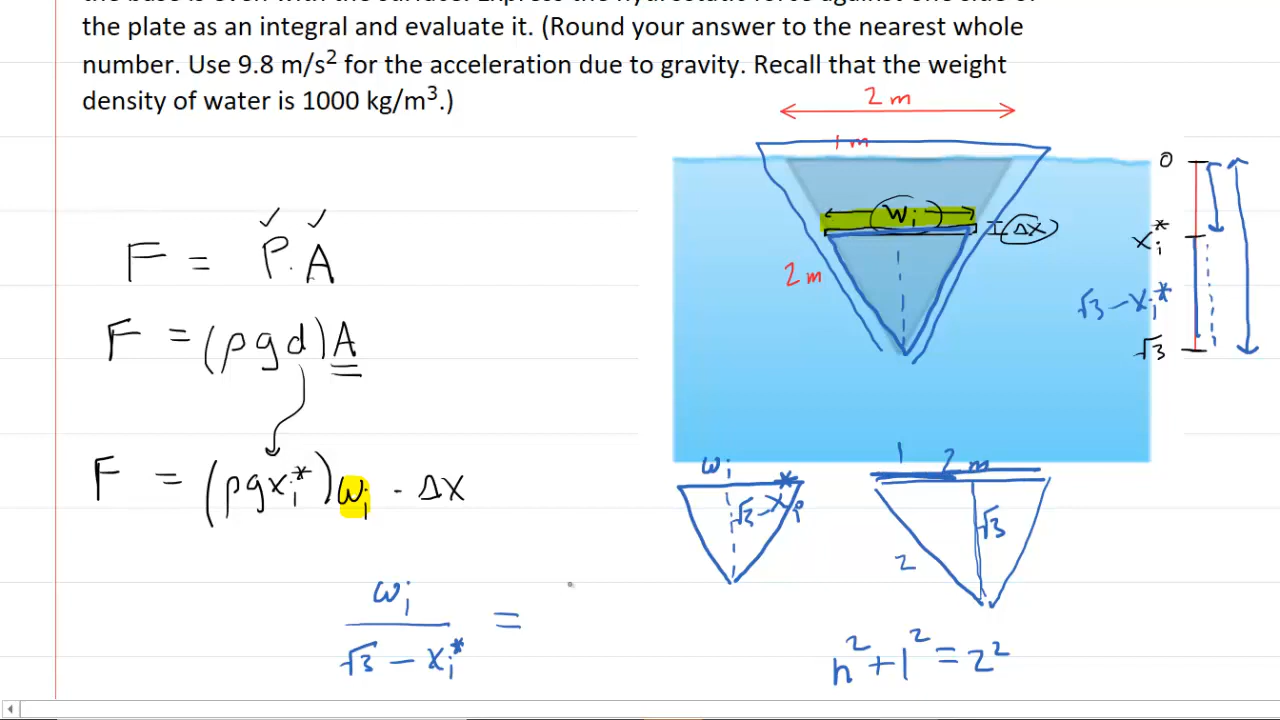 the plate as an integral and evaluate it. (Round your answer to the nearest whole
number. Use 9.8 m/s² for the acceleration due to gravity. Recall that the weight
density of water is 1000 kg/m³.)
2 m
1 m
0
F = P. A
wᵢ
Δx
xᵢ*
2 m
√3 − xᵢ*
F = (ρgd)A
√3
wᵢ
1
2 m
F = (ρgxᵢ*)wᵢ · Δx
√3−xᵢ*
√3
2
wᵢ / √3 − xᵢ* =
h² + 1² = 2²